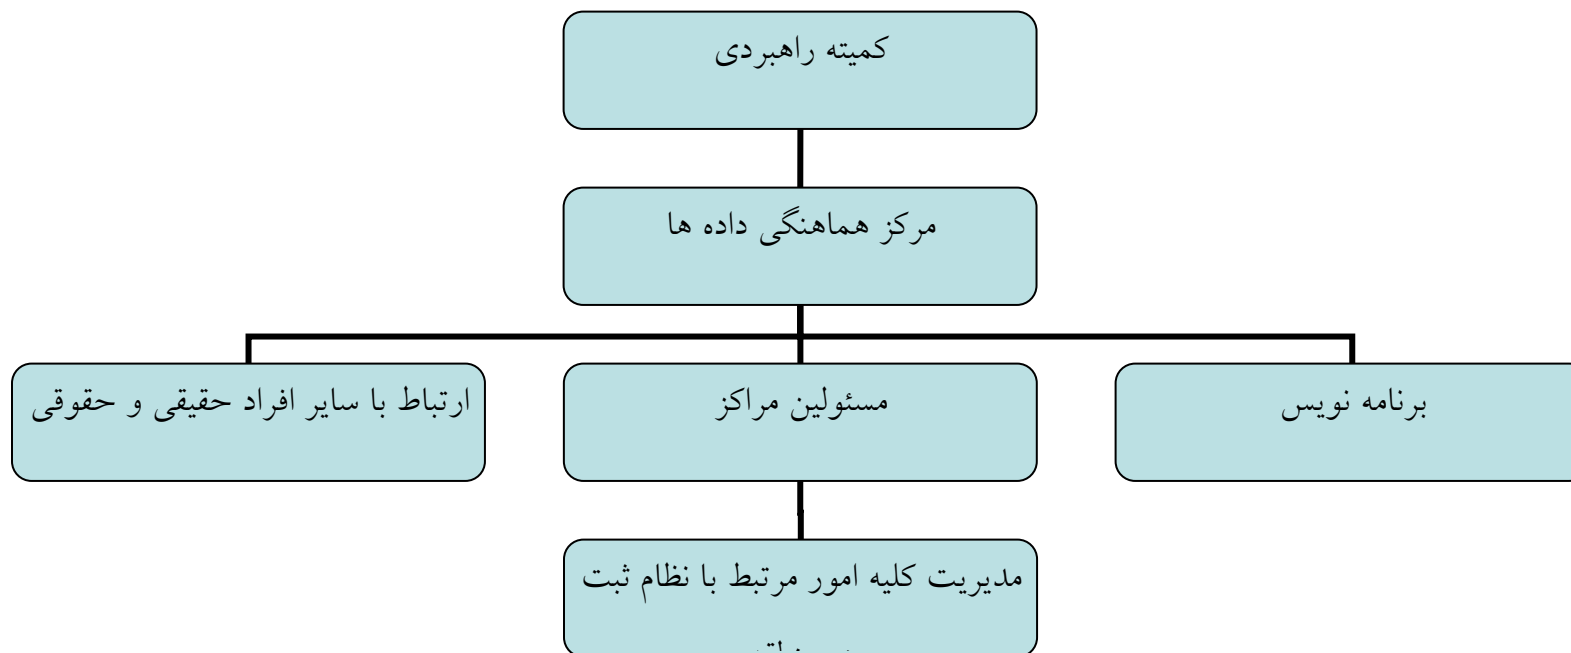 کمیته راهبردی
مرکز هماهنگی داده ها
برنامه نویس
مسئولین مراکز
ارتباط با سایر افراد حقیقی و حقوقی
مدیریت کلیه امور مرتبط با نظام ثبت